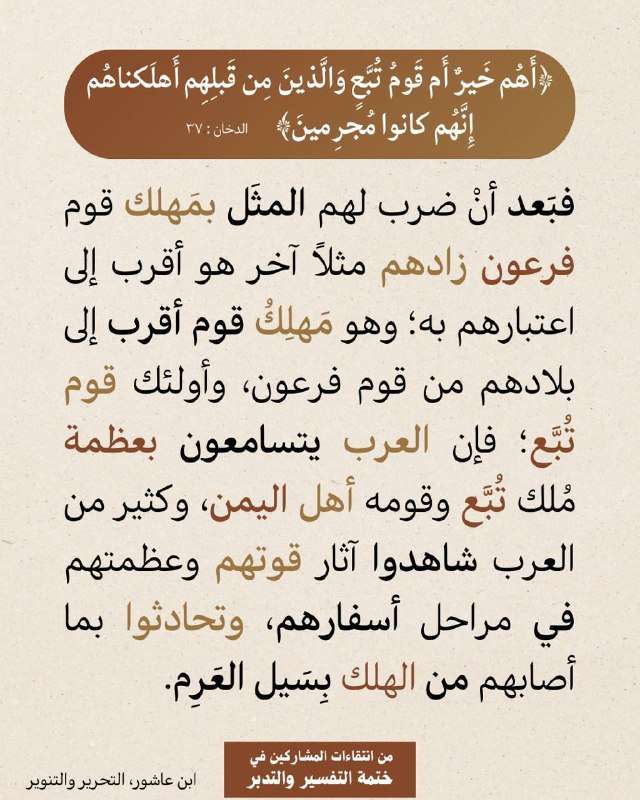 ﴿أَهُم خَيرٌ أَم قَومُ تُبَّعٍ وَالَّذينَ مِن قَبلِهِم أَهلَكناهُم
إِنَّهُم كانوا مُجرِمينَ﴾ الدخان : ٣٧
فبَعد أنْ ضرب لهم المثَل بمَهلك قوم
فرعون زادهم مثلاً آخر هو أقرب إلى
اعتبارهم به؛ وهو مَهلِكُ قوم أقرب إلى
بلادهم من قوم فرعون، وأولئك قوم
تُبَّع؛ فإن العرب يتسامعون بعظمة
مُلك تُبَّع وقومه أهل اليمن، وكثير من
العرب شاهدوا آثار قوتهم وعظمتهم
في مراحل أسفارهم، وتحادثوا بما
أصابهم من الهلك بِسَيل العَرِم.
من انتقاءات المشاركين في
ختمة التفسير والتدبر
ابن عاشور، التحرير والتنوير